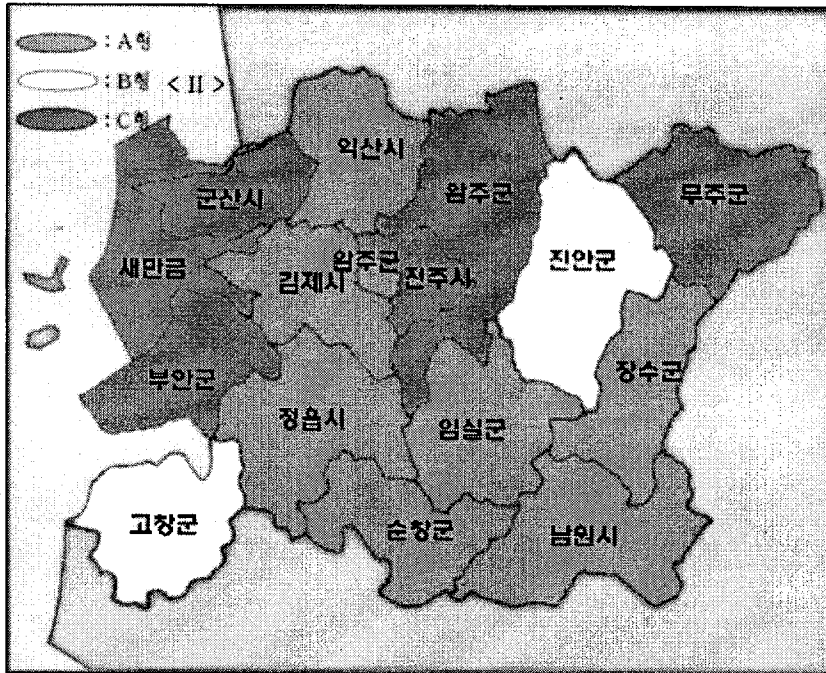 : A형
: B형 < II >
: C형
익산시
완주군
무주군
군산시
진안군
새만금
김제시
완주군
전주시
부안군
장수군
정읍시
임실군
고창군
순창군
남원시